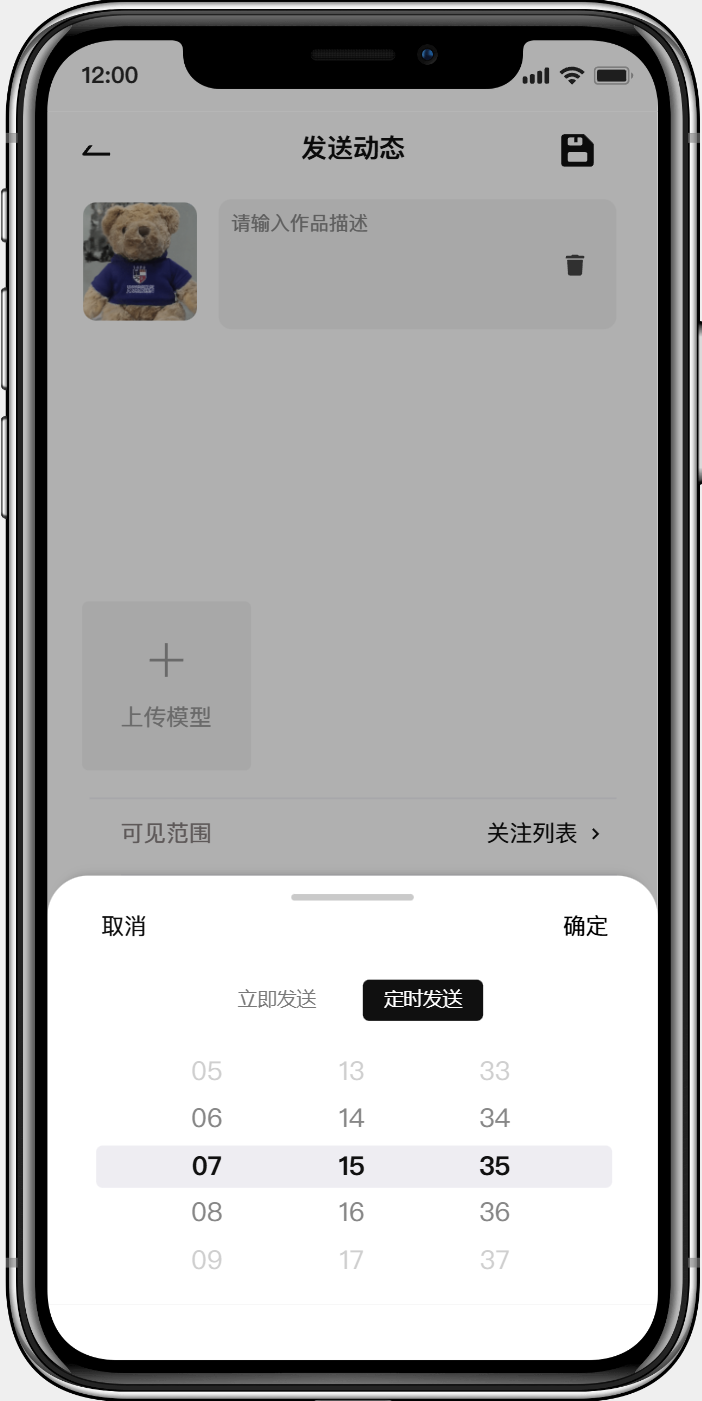 12:00
发送动态
请输入作品描述
上传模型
可见范围 关注列表
取消 确定
立即发送 定时发送
05 13 33
06 14 34
07 15 35
08 16 36
09 17 37